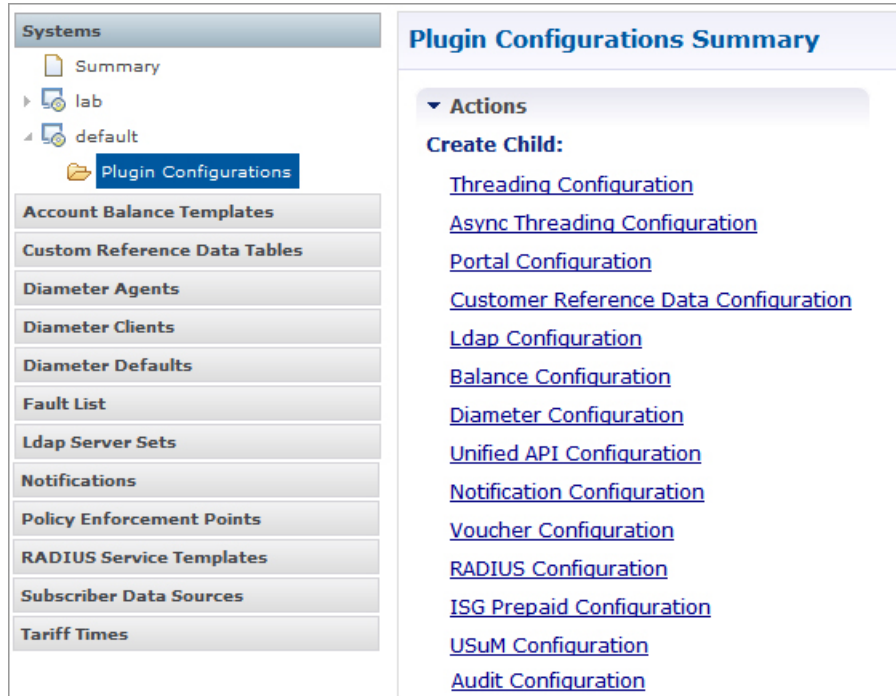 Systems
Summary
lab
default
Plugin Configurations
Account Balance Templates
Custom Reference Data Tables
Diameter Agents
Diameter Clients
Diameter Defaults
Fault List
Ldap Server Sets
Notifications
Policy Enforcement Points
RADIUS Service Templates
Subscriber Data Sources
Tariff Times
Plugin Configurations Summary
Actions
Create Child:
Threading Configuration
Async Threading Configuration
Portal Configuration
Customer Reference Data Configuration
Ldap Configuration
Balance Configuration
Diameter Configuration
Unified API Configuration
Notification Configuration
Voucher Configuration
RADIUS Configuration
ISG Prepaid Configuration
USuM Configuration
Audit Configuration